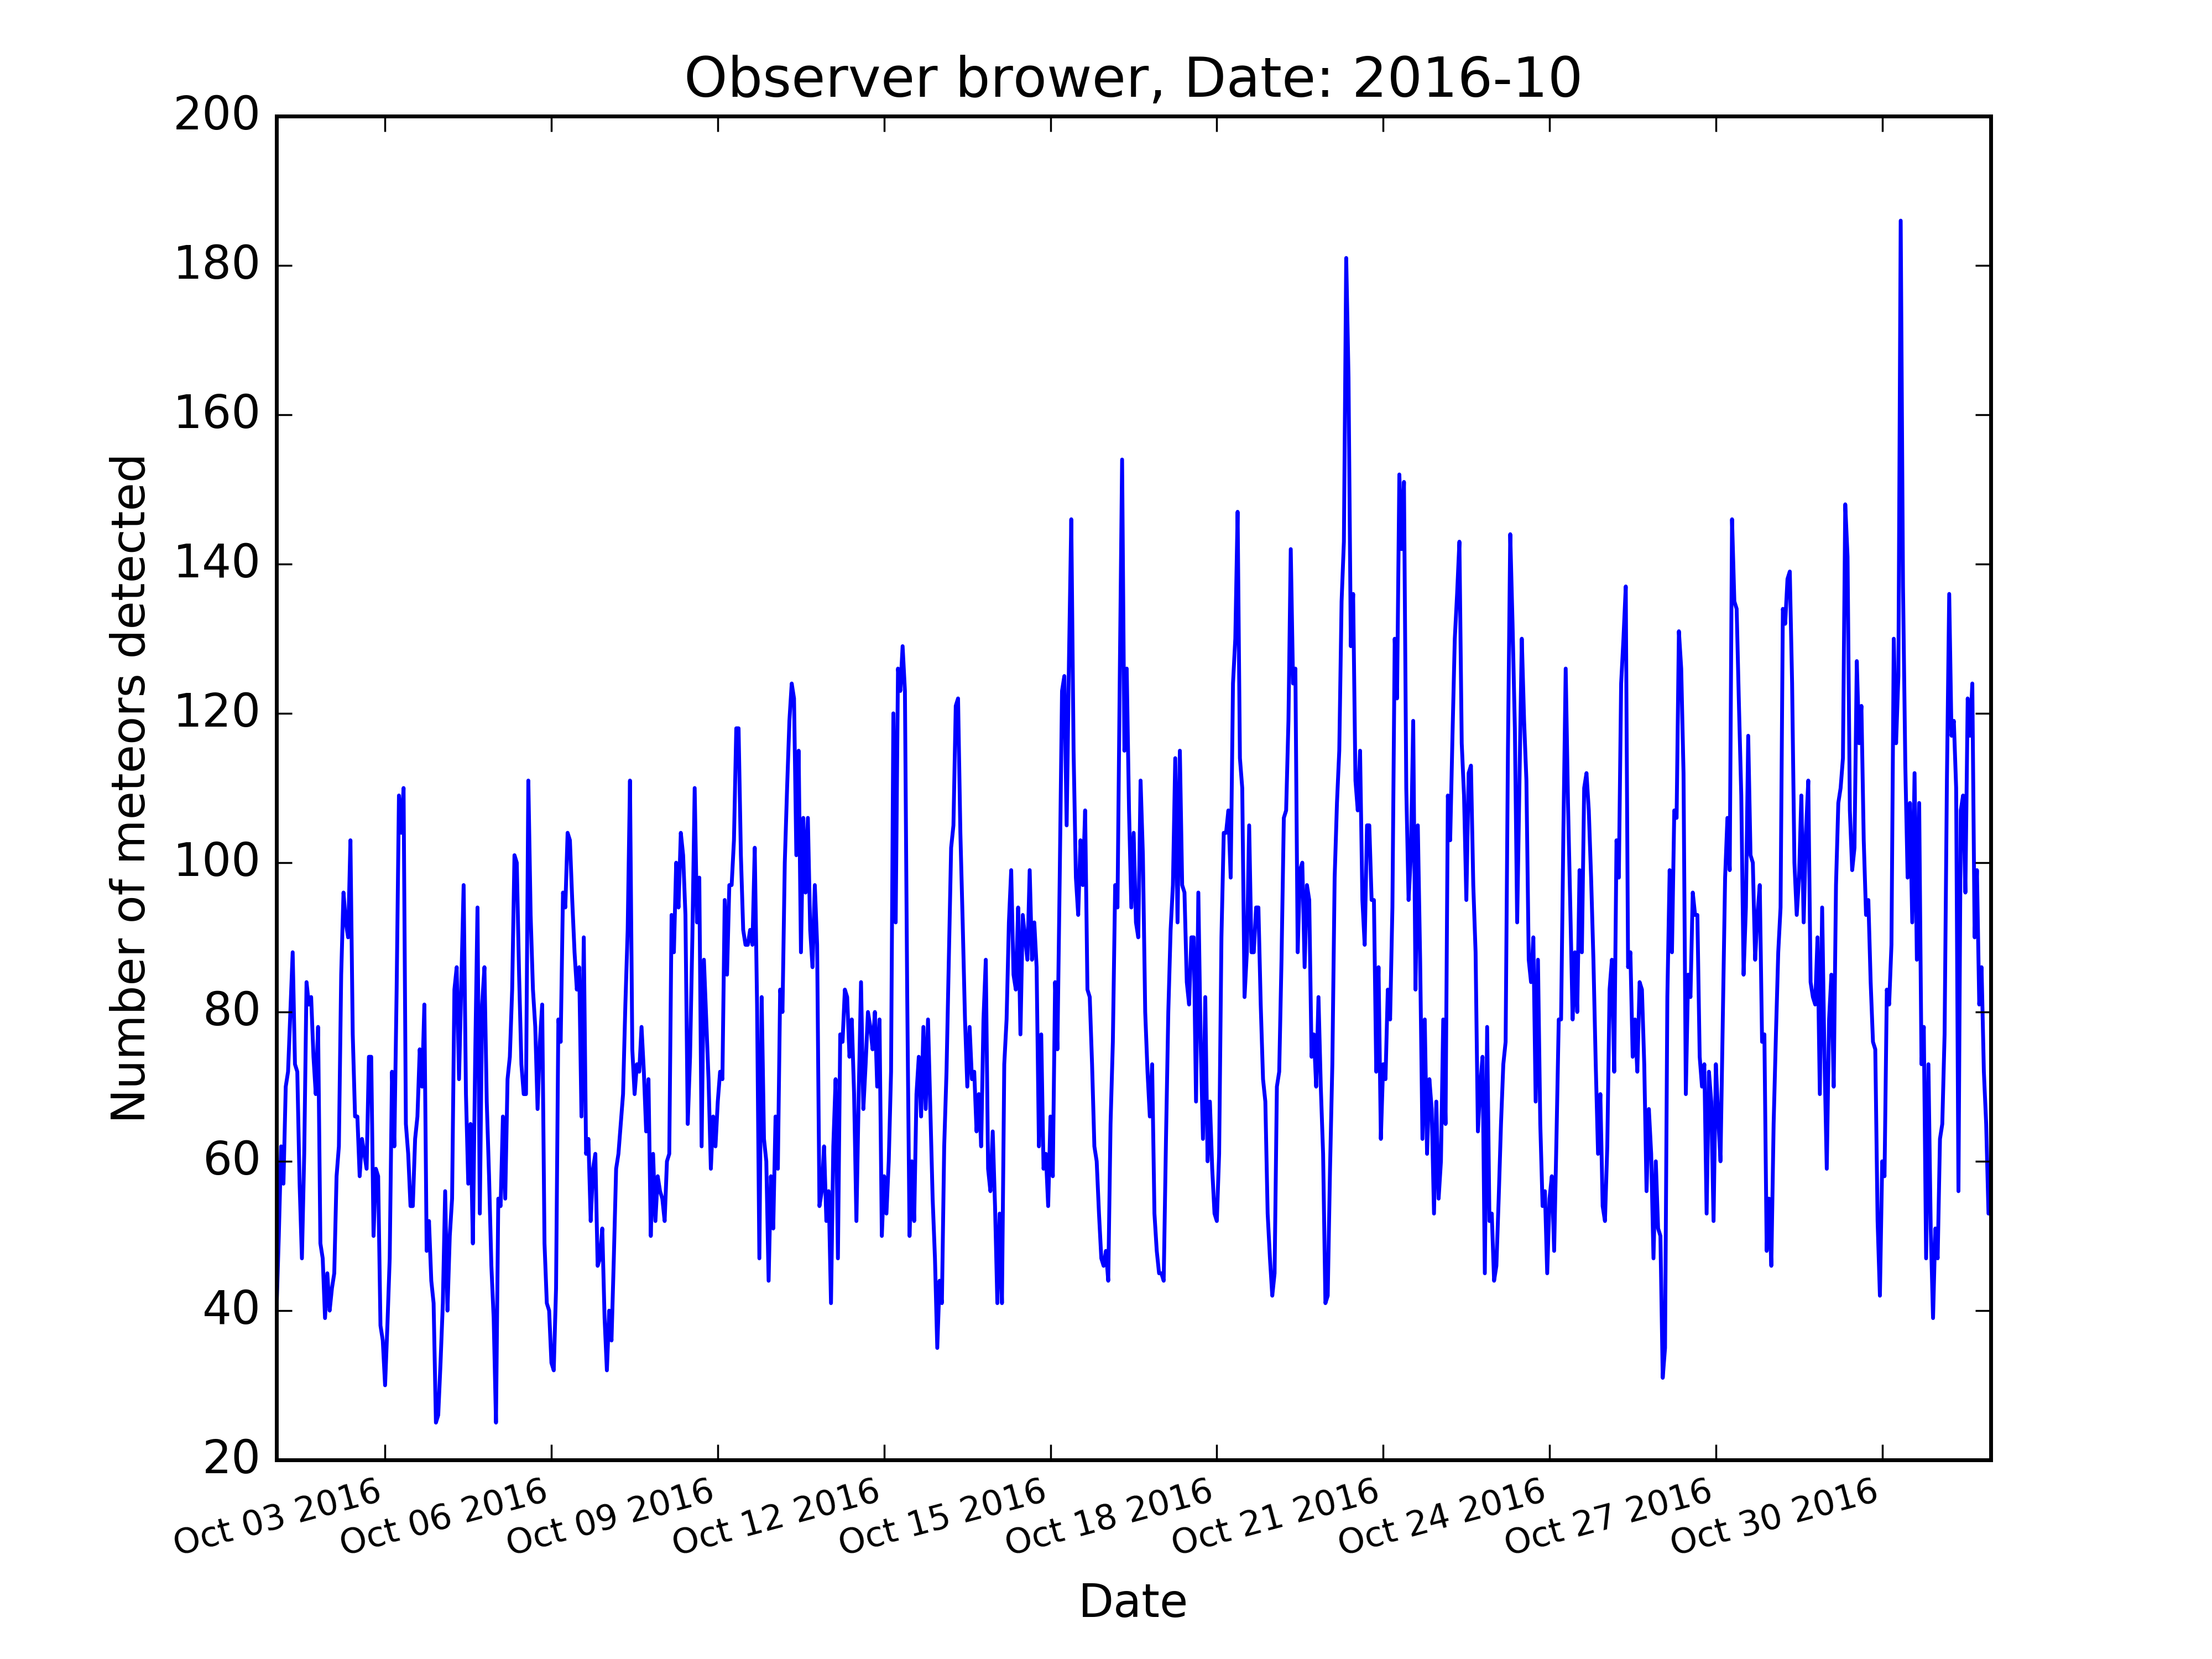 Observer brower, Date: 2016-10
200
180
160
140
120
100
80
60
40
20
Number of meteors detected
Oct 03 2016
Oct 06 2016
Oct 09 2016
Oct 12 2016
Oct 15 2016
Oct 18 2016
Oct 21 2016
Oct 24 2016
Oct 27 2016
Oct 30 2016
Date